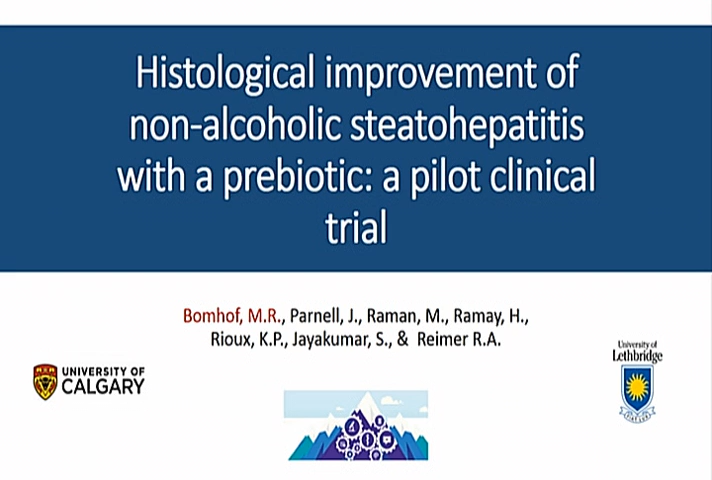 Histological improvement of
non-alcoholic steatohepatitis
with a prebiotic: a pilot clinical
trial
Bomhof, M.R., Parnell, J., Raman, M., Ramay, H.,
Rioux, K.P., Jayakumar, S., & Reimer R.A.
UNIVERSITY OF
CALGARY
University of
Lethbridge